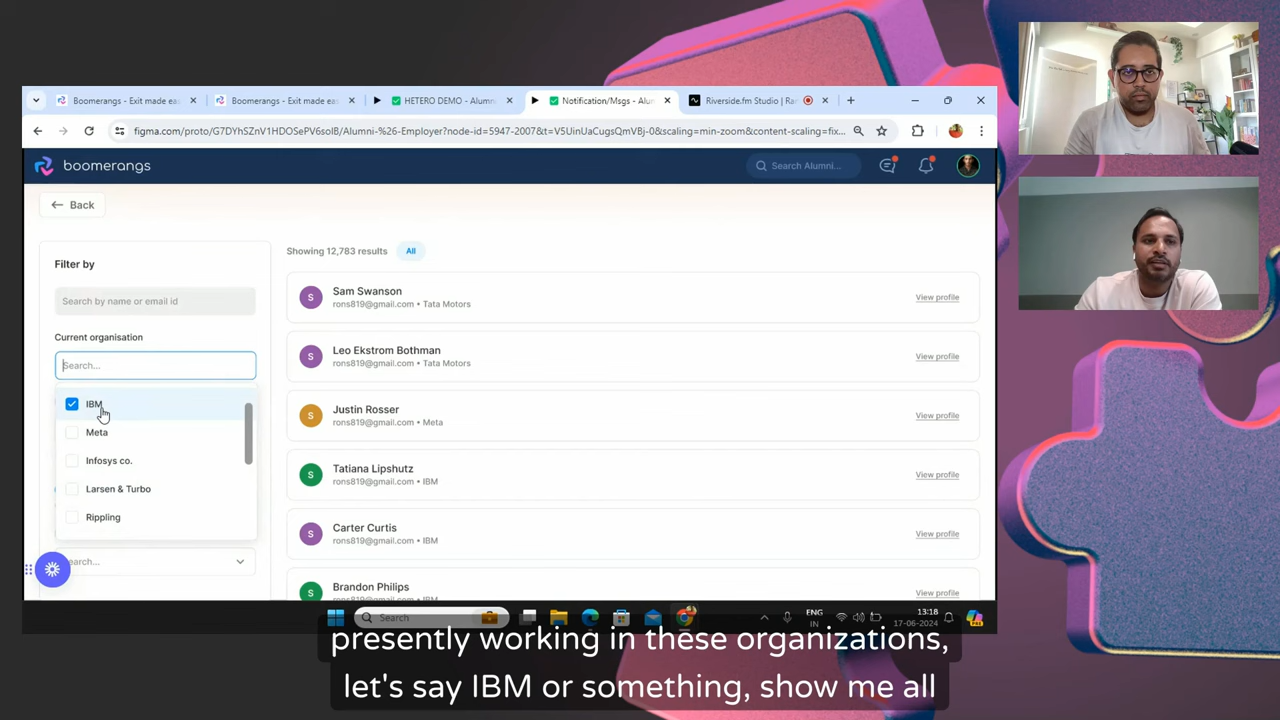 Boomerangs - Exit made ea
Boomerangs - Exit made ea
HETERO DEMO - Alumn
Notification/Msgs - Alum
Riverside.fm Studio | Ra
figma.com/proto/G7DYhSZnV1HDOSePV6solB/Alumni-%26-Employer?node-id=5947-2007&t=V5UinUaCugsQmVBj-0&scaling=min-zoom&content-scaling=fix...
boomerangs
Search Alumni...
Back
Filter by
Search by name or email id
Current organisation
Search...
IBM
Meta
Infosys co.
Larsen & Turbo
Rippling
earch...
Showing 12,783 results
All
S
Sam Swanson
rons819@gmail.com • Tata Motors
View profile
S
Leo Ekstrom Bothman
rons819@gmail.com • Tata Motors
View profile
S
Justin Rosser
rons819@gmail.com • Meta
View profile
S
Tatiana Lipshutz
rons819@gmail.com • IBM
View profile
S
Carter Curtis
rons819@gmail.com • IBM
View profile
S
Brandon Philips
rons819@gmail.com • IBM
View profile
Search
ENG
IN
13:18
17-06-2024
presently working in these organizations,
let's say IBM or something, show me all